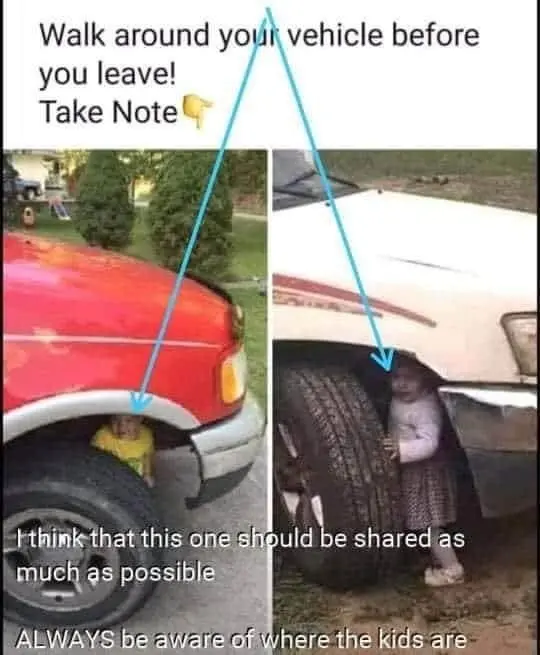 Walk around your vehicle before
you leave!
Take Note👇
I think that this one should be shared as
much as possible
ALWAYS be aware of where the kids are